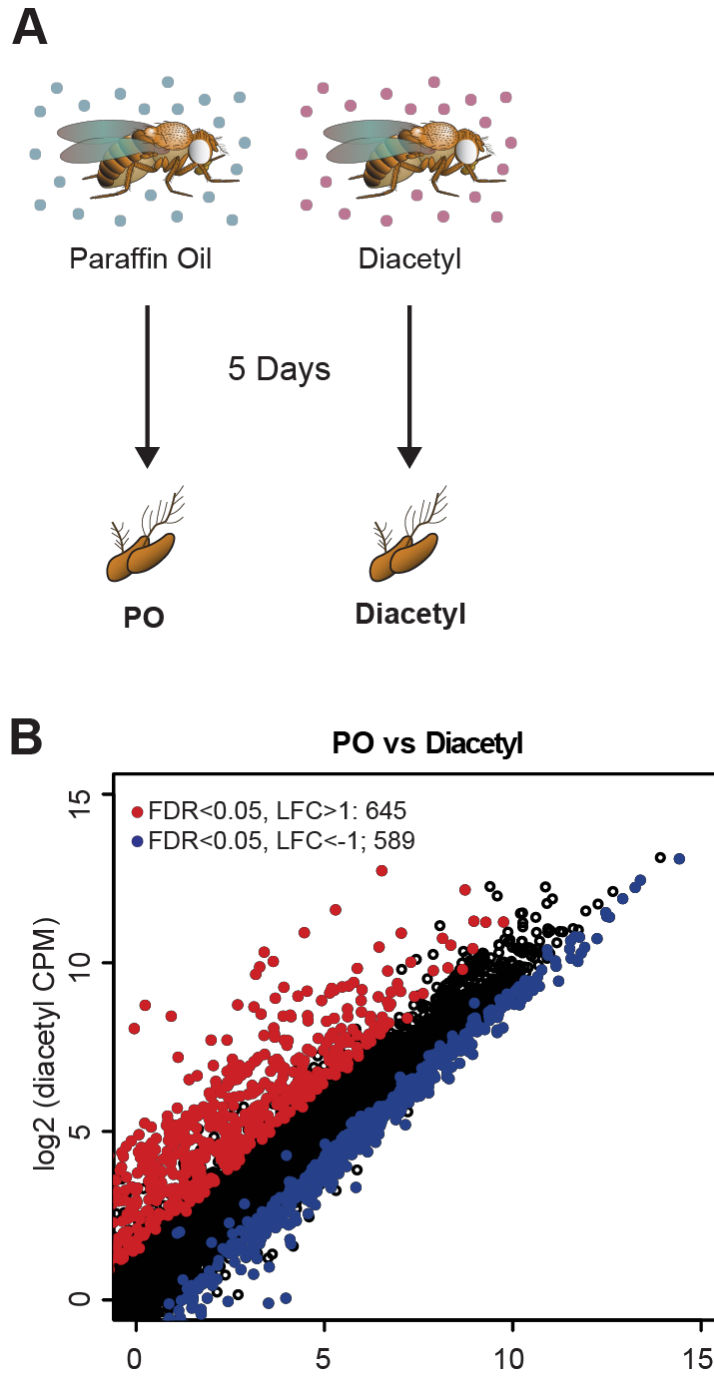 A
Paraffin Oil
Diacetyl
5 Days
PO
Diacetyl
B
PO vs Diacetyl
FDR<0.05, LFC>1: 645
FDR<0.05, LFC<-1; 589
log2 (diacetyl CPM)
15
10
5
0
0 5 10 15